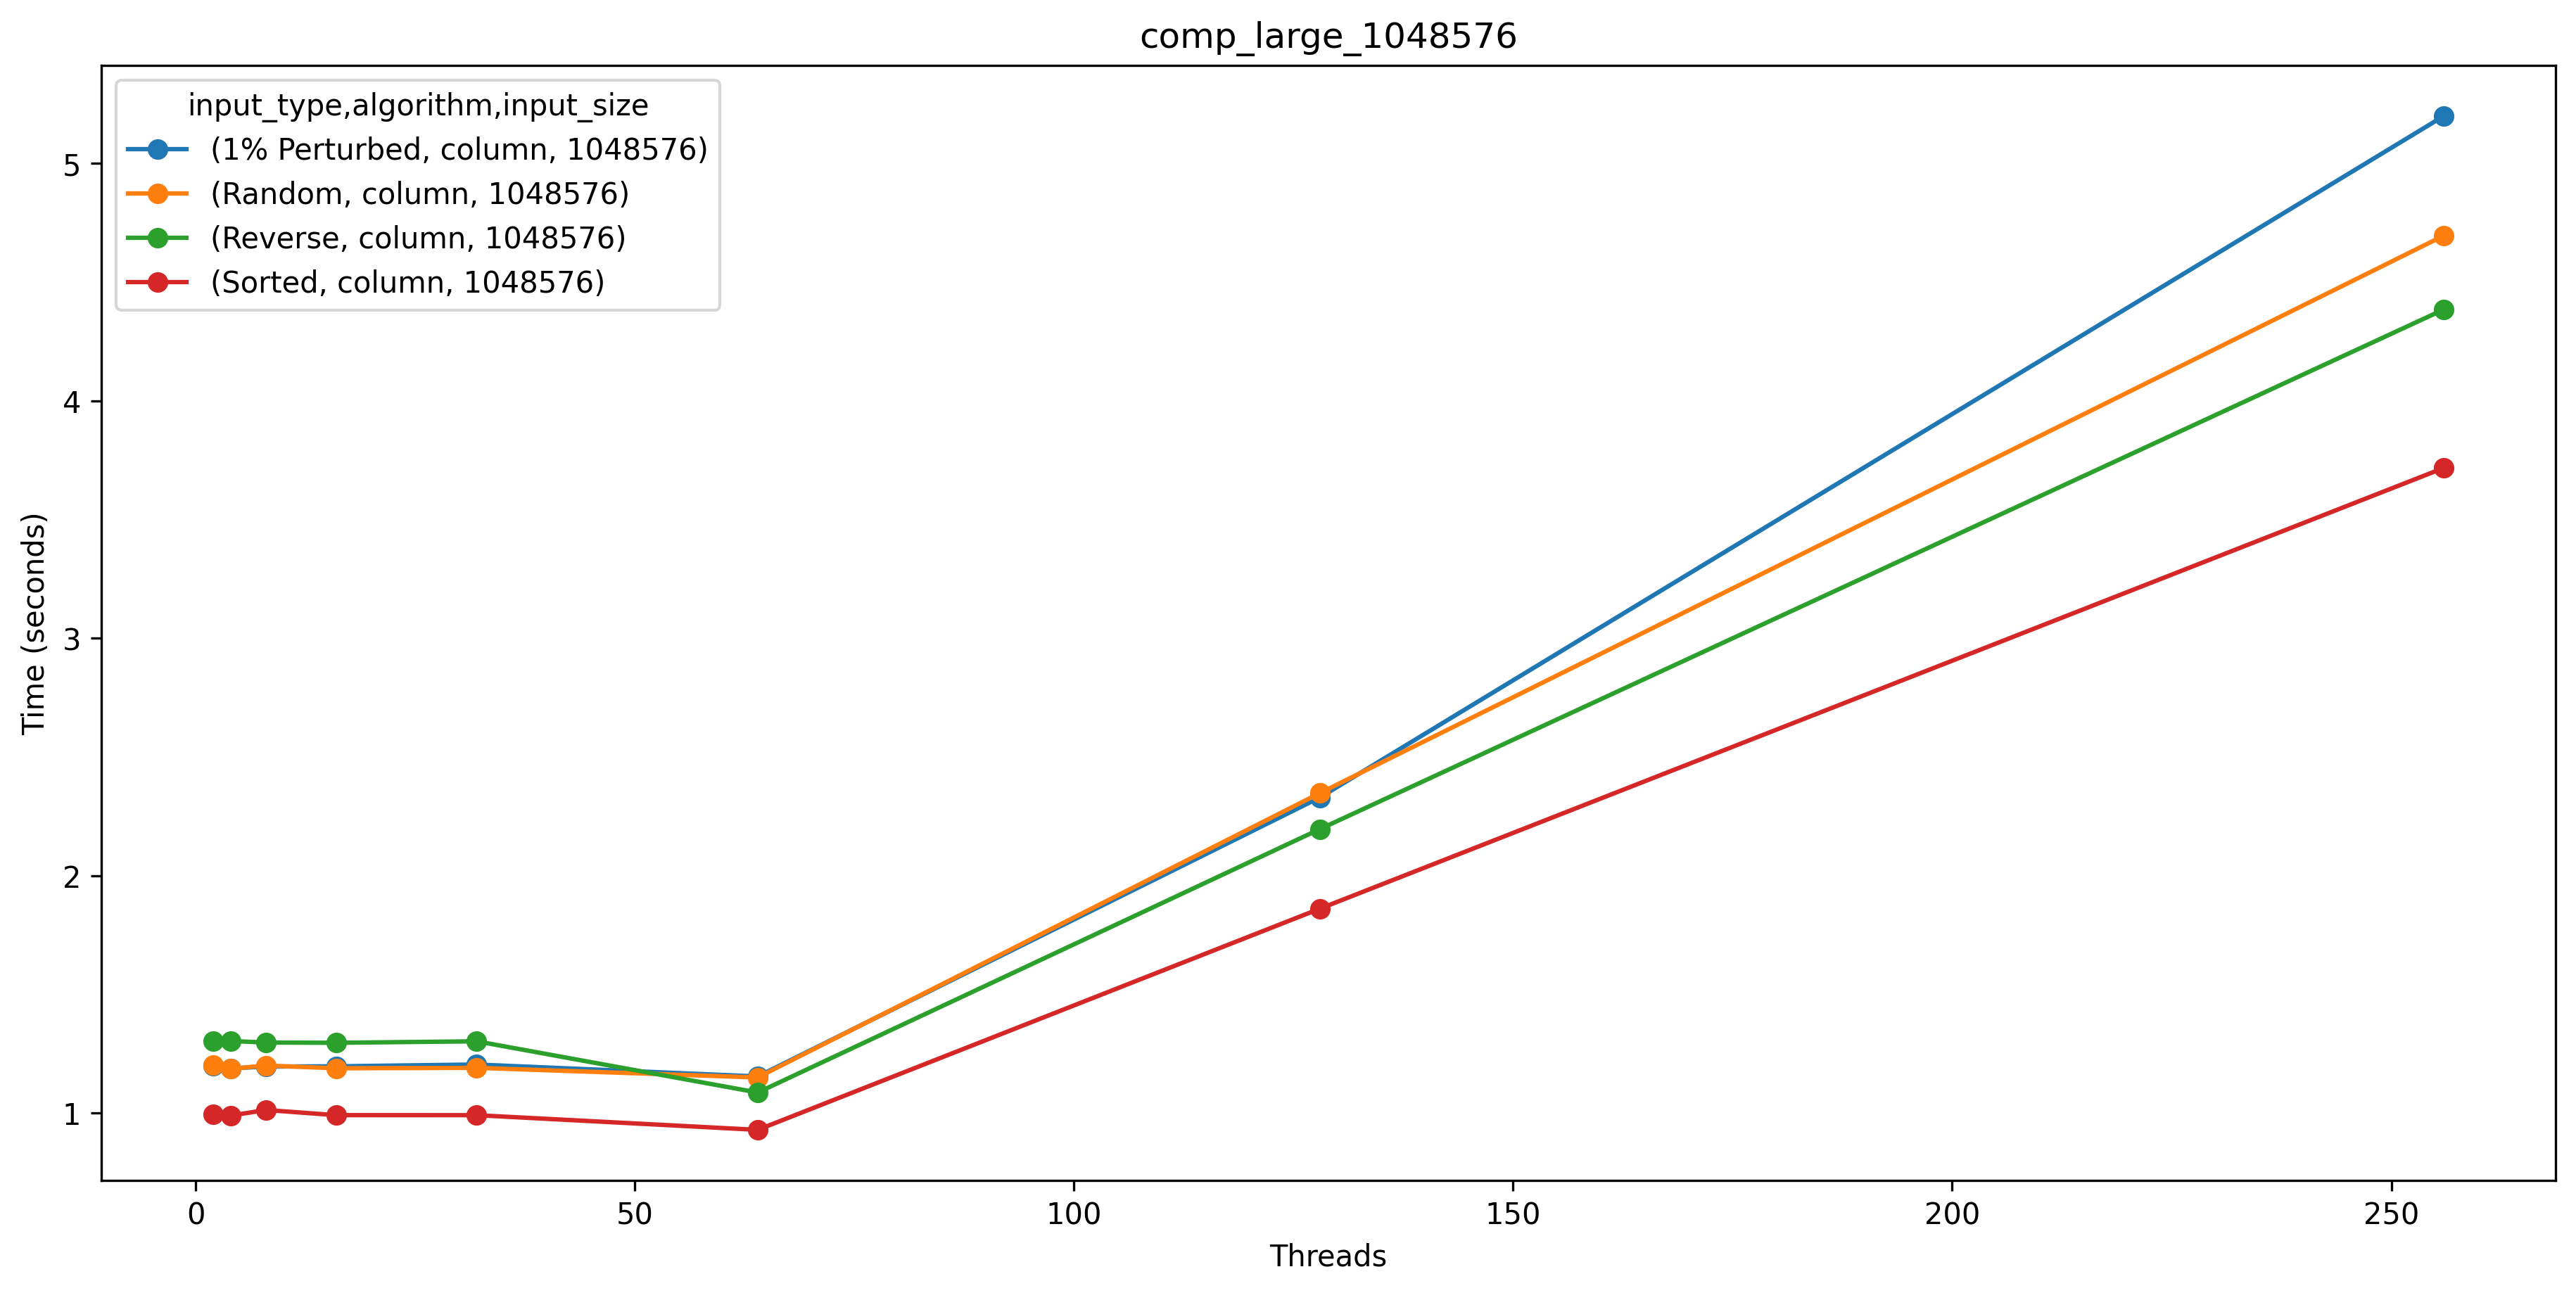 comp_large_1048576
input_type,algorithm,input_size
(1% Perturbed, column, 1048576)
(Random, column, 1048576)
(Reverse, column, 1048576)
(Sorted, column, 1048576)
Time (seconds)
5
4
3
2
1
0 50 100 150 200 250
Threads